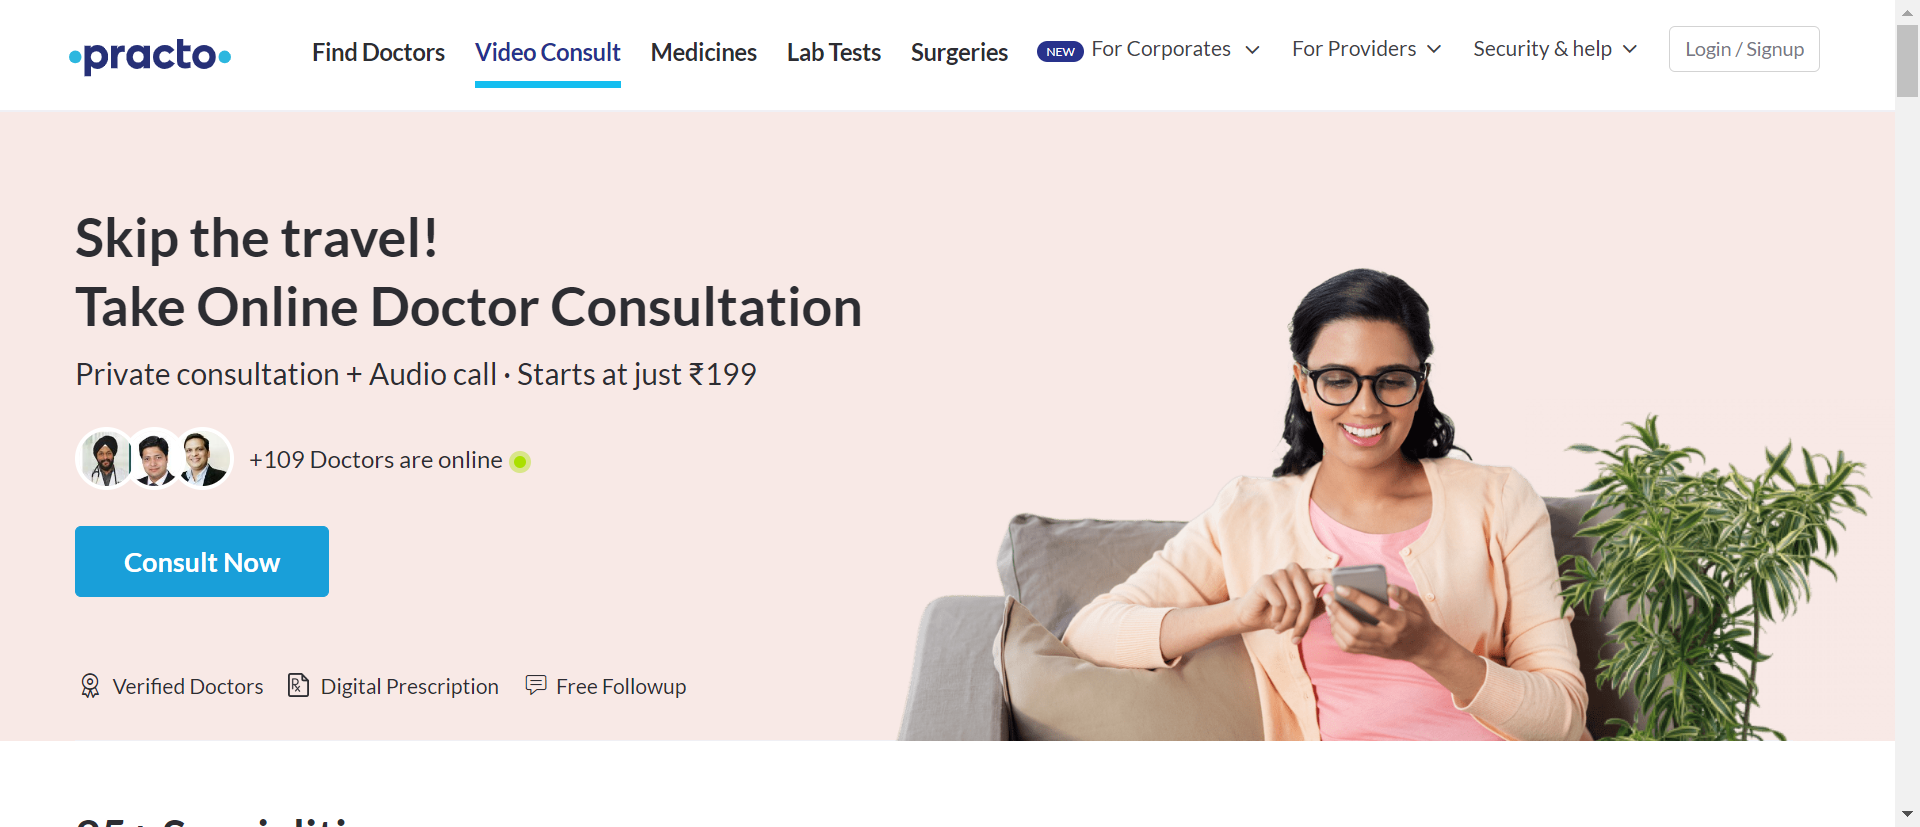 practo
Find Doctors
Video Consult
Medicines
Lab Tests
Surgeries
NEW For Corporates
For Providers
Security & help
Login / Signup
Skip the travel!
Take Online Doctor Consultation
Private consultation + Audio call · Starts at just ₹199
+109 Doctors are online
Consult Now
Verified Doctors
Digital Prescription
Free Followup